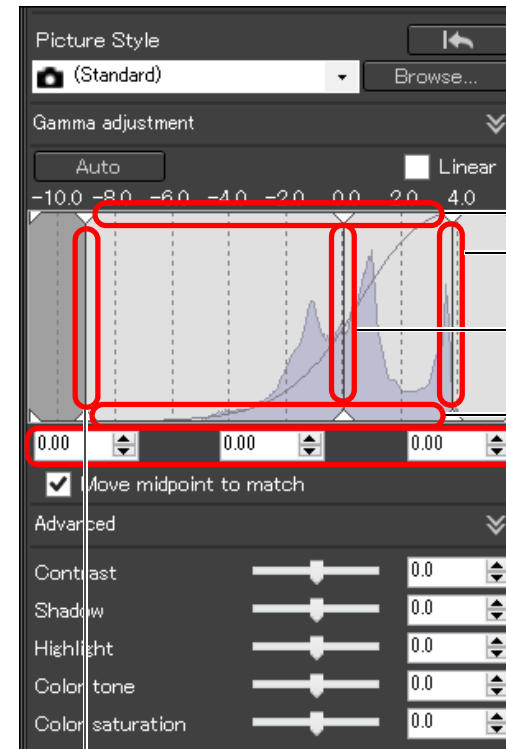 Picture Style
(Standard)
Browse...
Gamma adjustment
Auto
Linear
-10.0 -8.0 -6.0 -4.0 -2.0 0.0 2.0 4.0
0.00 0.00 0.00
Move midpoint to match
Advanced
Contrast 0.0
Shadow 0.0
Highlight 0.0
Color tone 0.0
Color saturation 0.0